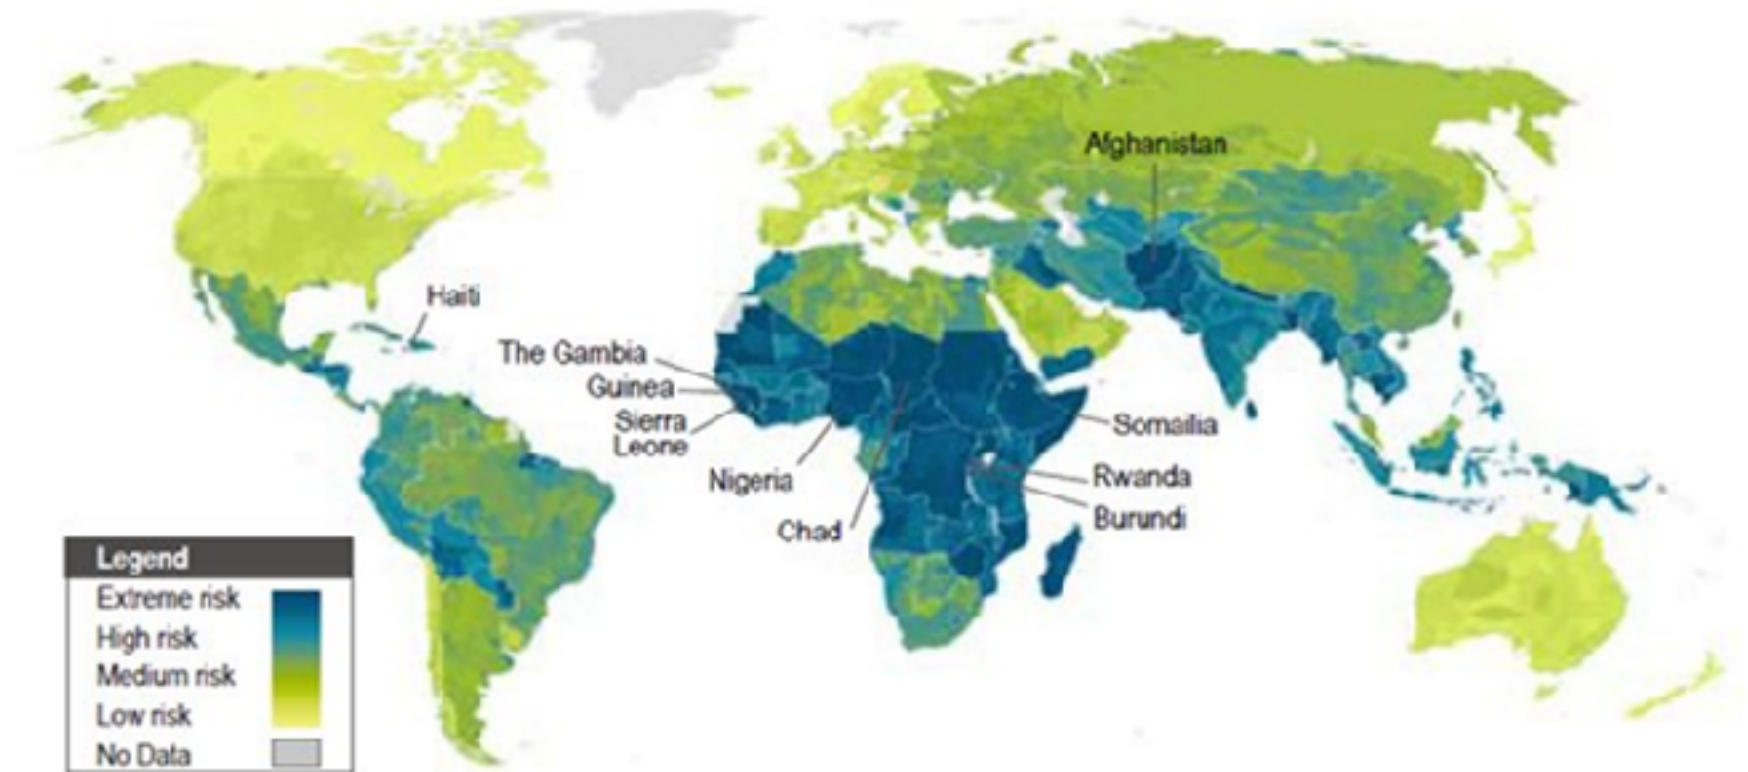 Afghanistan
Haiti
The Gambia
Guinea
Sierra
Leone
Nigeria
Chad
Somailia
Rwanda
Burundi
Legend
Extreme risk
High risk
Medium risk
Low risk
No Data